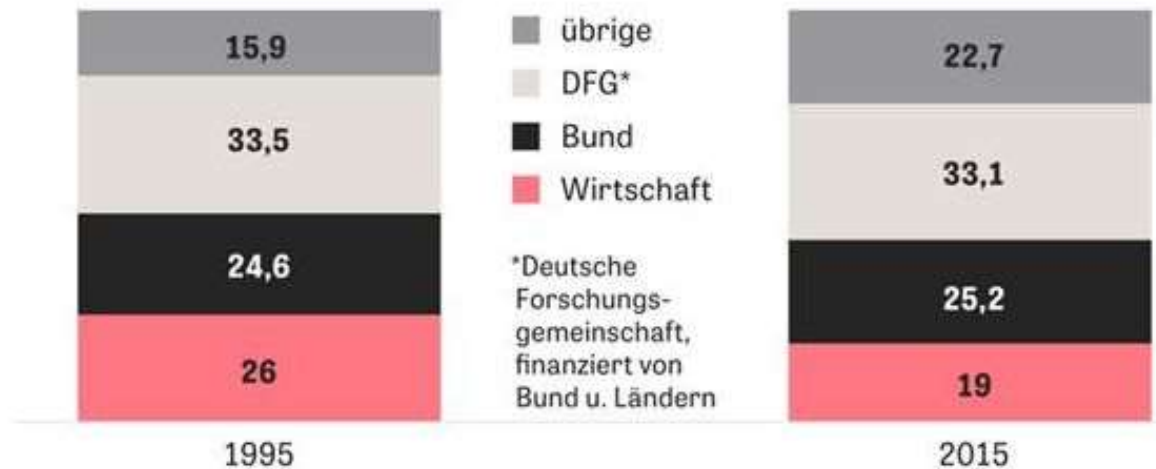 15,9
33,5
24,6
26
1995
übrige
DFG*
Bund
Wirtschaft
*Deutsche
Forschungs-
gemeinschaft,
finanziert von
Bund u. Ländern
22,7
33,1
25,2
19
2015